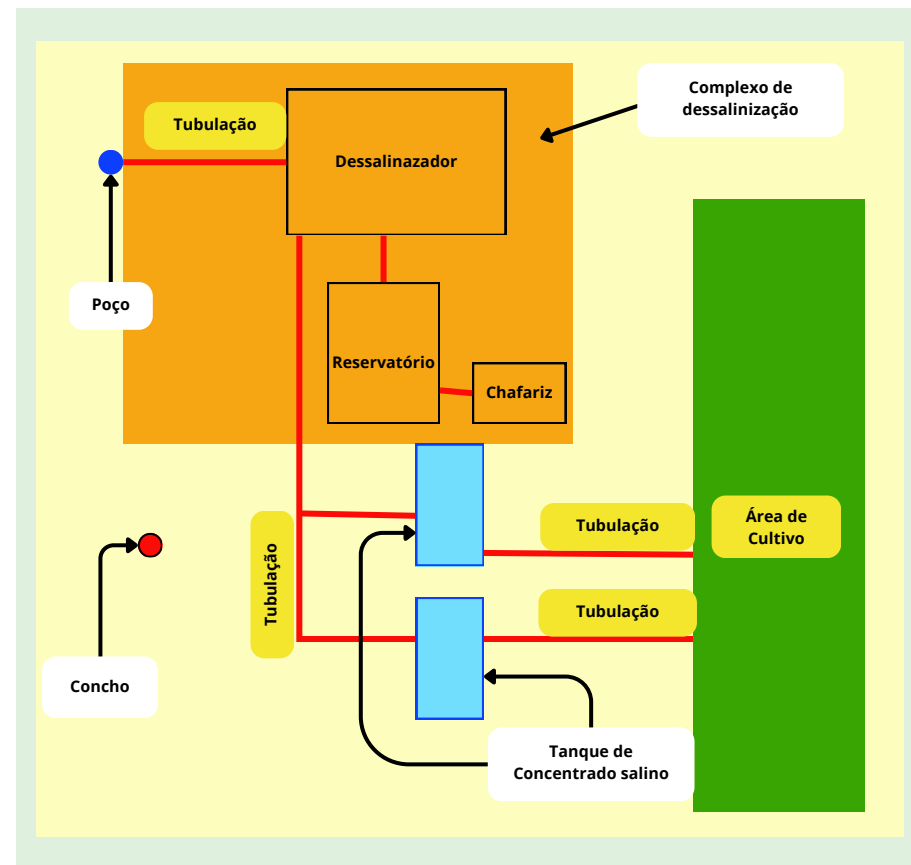 Complexo de
dessalinização
Tubulação
Dessalinazador
Poço
Reservatório
Chafariz
Tubulação
Área de
Cultivo
Tubulação
Tubulação
Concho
Tanque de
Concentrado salino